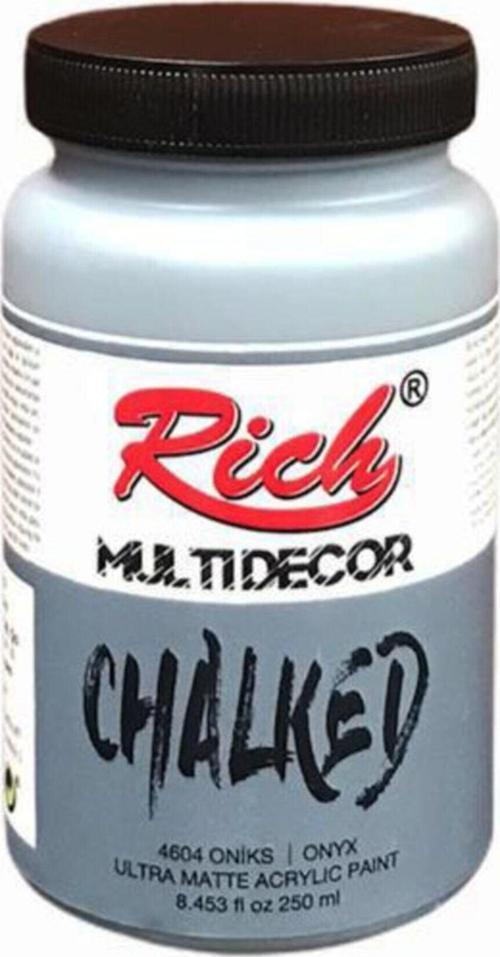 Rich®
MULTIDECOR
CHALKED
4604 ONİKS | ONYX
ULTRA MATTE ACRYLIC PAINT
8.453 fl oz 250 ml